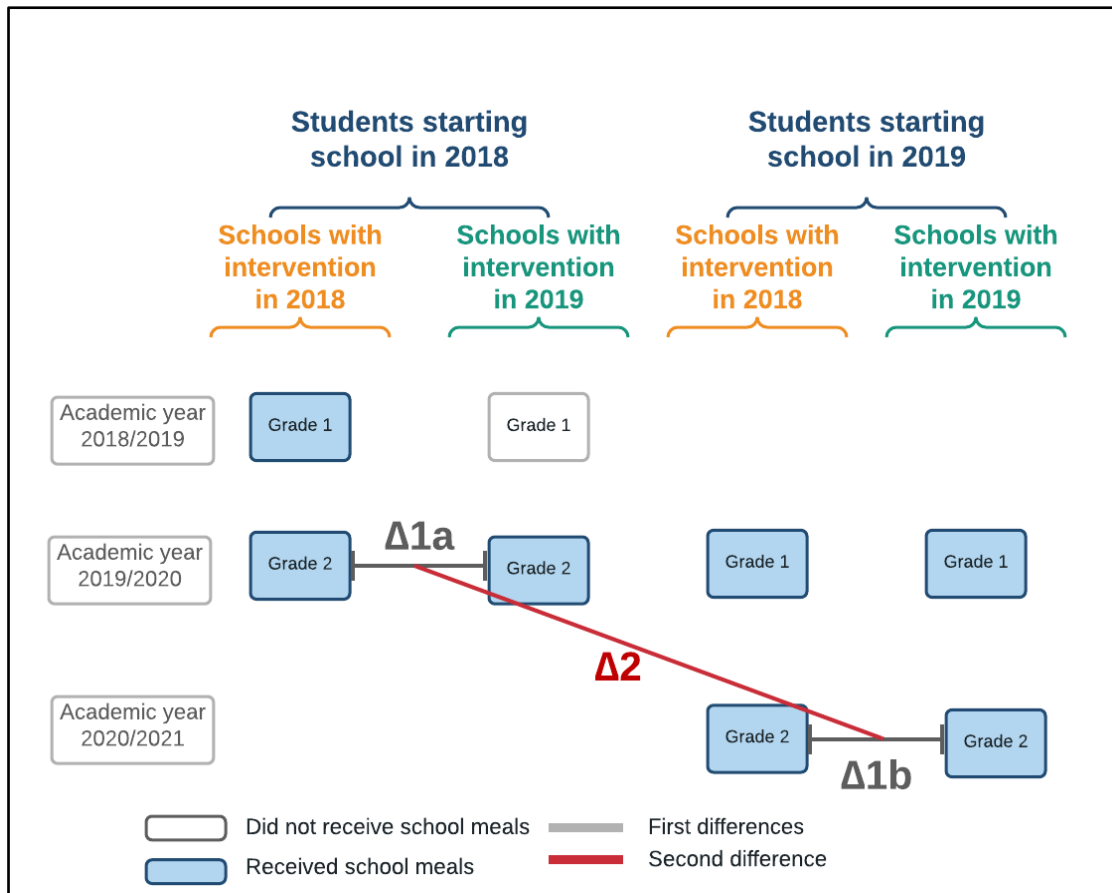 Students starting
school in 2018
Students starting
school in 2019
Schools with
intervention
in 2018
Schools with
intervention
in 2019
Schools with
intervention
in 2018
Schools with
intervention
in 2019
Academic year
2018/2019
Grade 1
Grade 1
Academic year
2019/2020
Grade 2
Δ1a
Grade 2
Grade 1
Grade 1
Δ2
Academic year
2020/2021
Grade 2
Δ1b
Grade 2
Did not receive school meals
First differences
Received school meals
Second difference